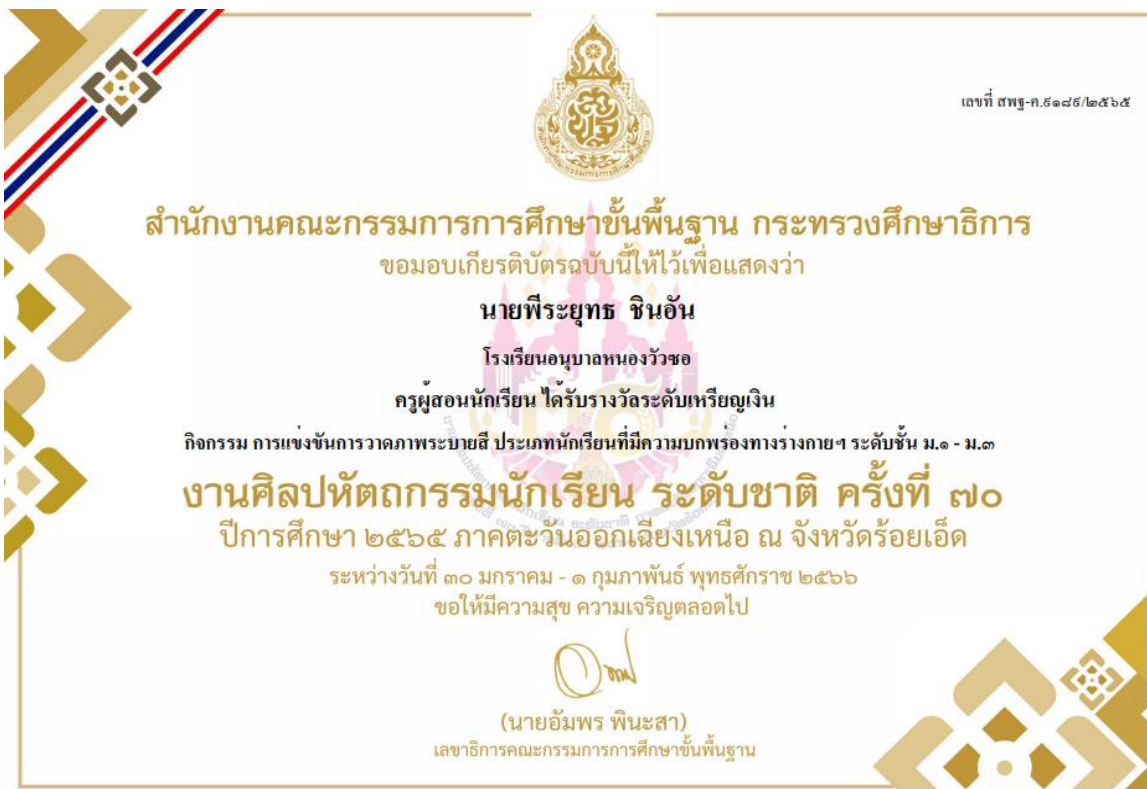 เลขที่ สพฐ-ค.๕๑๘๕/๒๕๖๕
สำนักงานคณะกรรมการการศึกษาขั้นพื้นฐาน กระทรวงศึกษาธิการ
ขอมอบเกียรติบัตรฉบับนี้ให้ไว้เพื่อแสดงว่า
นายพีระยุทธ ชินอัน
โรงเรียนอนุบาลหนองวัวซอ
ครูผู้สอนนักเรียน ได้รับรางวัลระดับเหรียญเงิน
กิจกรรม การแข่งขันการวาดภาพระบายสี ประเภทนักเรียนที่มีความบกพร่องทางร่างกายฯ ระดับชั้น ม.๑ - ม.๓
งานศิลปหัตถกรรมนักเรียน ระดับชาติ ครั้งที่ ๗๐
ปีการศึกษา ๒๕๖๕ ภาคตะวันออกเฉียงเหนือ ณ จังหวัดร้อยเอ็ด
ระหว่างวันที่ ๓๐ มกราคม - ๑ กุมภาพันธ์ พุทธศักราช ๒๕๖๖
ขอให้มีความสุข ความเจริญตลอดไป
(นายอัมพร พินะสา)
เลขาธิการคณะกรรมการการศึกษาขั้นพื้นฐาน